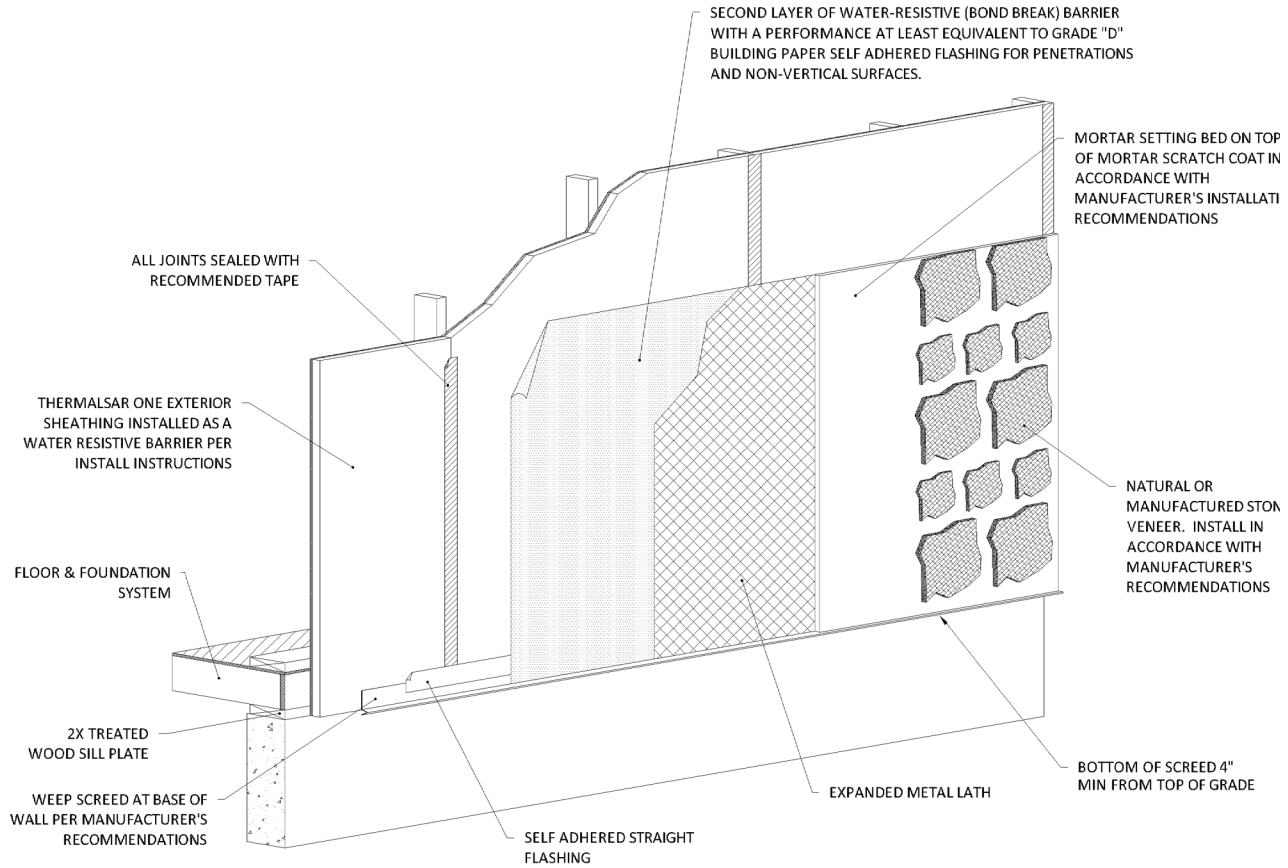 SECOND LAYER OF WATER-RESISTIVE (BOND BREAK) BARRIER
WITH A PERFORMANCE AT LEAST EQUIVALENT TO GRADE "D"
BUILDING PAPER SELF ADHERED FLASHING FOR PENETRATIONS
AND NON-VERTICAL SURFACES.
MORTAR SETTING BED ON TOP
OF MORTAR SCRATCH COAT IN
ACCORDANCE WITH
MANUFACTURER'S INSTALLATI
RECOMMENDATIONS
ALL JOINTS SEALED WITH
RECOMMENDED TAPE
THERMALSAR ONE EXTERIOR
SHEATHING INSTALLED AS A
WATER RESISTIVE BARRIER PER
INSTALL INSTRUCTIONS
NATURAL OR
MANUFACTURED STON
VENEER. INSTALL IN
ACCORDANCE WITH
MANUFACTURER'S
RECOMMENDATIONS
FLOOR & FOUNDATION
SYSTEM
2X TREATED
WOOD SILL PLATE
WEEP SCREED AT BASE OF
WALL PER MANUFACTURER'S
RECOMMENDATIONS
SELF ADHERED STRAIGHT
FLASHING
EXPANDED METAL LATH
BOTTOM OF SCREED 4"
MIN FROM TOP OF GRADE